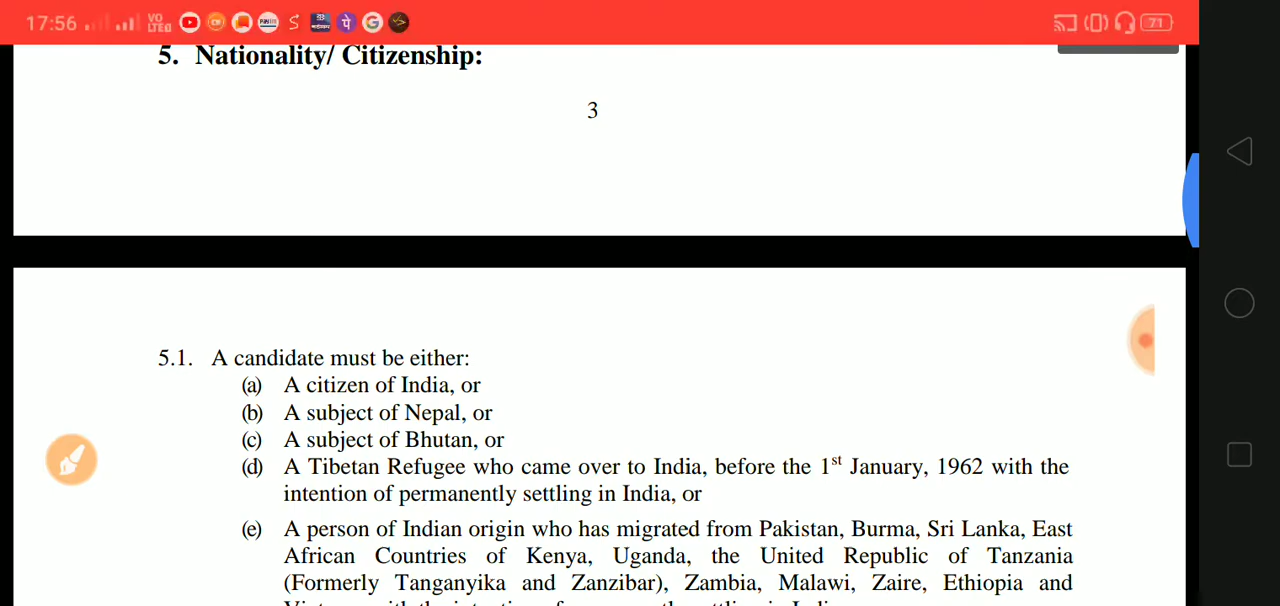 17:56 VO LTE 71
5. Nationality/ Citizenship:
3
5.1. A candidate must be either:
(a) A citizen of India, or
(b) A subject of Nepal, or
(c) A subject of Bhutan, or
(d) A Tibetan Refugee who came over to India, before the 1st January, 1962 with the
intention of permanently settling in India, or
(e) A person of Indian origin who has migrated from Pakistan, Burma, Sri Lanka, East
African Countries of Kenya, Uganda, the United Republic of Tanzania
(Formerly Tanganyika and Zanzibar), Zambia, Malawi, Zaire, Ethiopia and